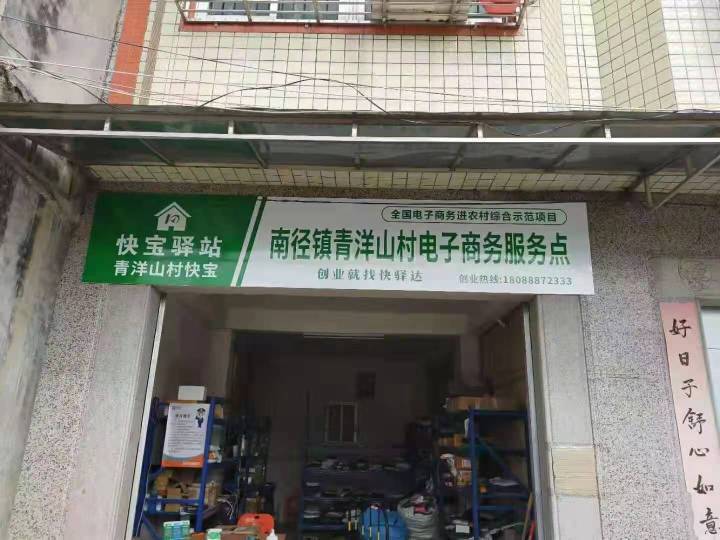 全国电子商务进农村综合示范项目
快宝驿站
青洋山村快宝
南径镇青洋山村电子商务服务点
创业就找快驿达
创业热线:18088872333
好日子舒心如意